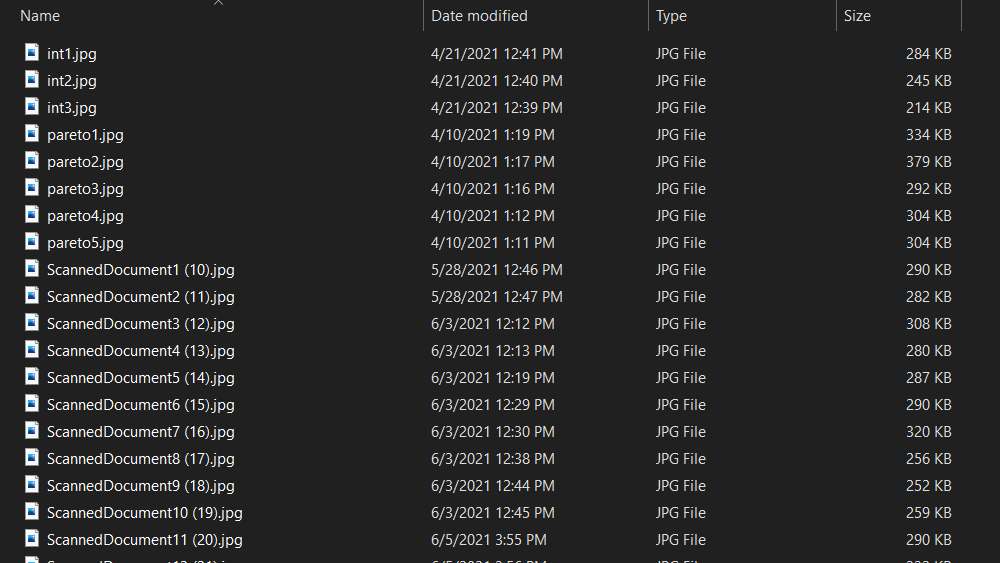 Name Date modified Type Size
int1.jpg 4/21/2021 12:41 PM JPG File 284 KB
int2.jpg 4/21/2021 12:40 PM JPG File 245 KB
int3.jpg 4/21/2021 12:39 PM JPG File 214 KB
pareto1.jpg 4/10/2021 1:19 PM JPG File 334 KB
pareto2.jpg 4/10/2021 1:17 PM JPG File 379 KB
pareto3.jpg 4/10/2021 1:16 PM JPG File 292 KB
pareto4.jpg 4/10/2021 1:12 PM JPG File 304 KB
pareto5.jpg 4/10/2021 1:11 PM JPG File 304 KB
ScannedDocument1 (10).jpg 5/28/2021 12:46 PM JPG File 290 KB
ScannedDocument2 (11).jpg 5/28/2021 12:47 PM JPG File 282 KB
ScannedDocument3 (12).jpg 6/3/2021 12:12 PM JPG File 308 KB
ScannedDocument4 (13).jpg 6/3/2021 12:13 PM JPG File 280 KB
ScannedDocument5 (14).jpg 6/3/2021 12:19 PM JPG File 287 KB
ScannedDocument6 (15).jpg 6/3/2021 12:29 PM JPG File 290 KB
ScannedDocument7 (16).jpg 6/3/2021 12:30 PM JPG File 320 KB
ScannedDocument8 (17).jpg 6/3/2021 12:38 PM JPG File 256 KB
ScannedDocument9 (18).jpg 6/3/2021 12:44 PM JPG File 252 KB
ScannedDocument10 (19).jpg 6/3/2021 12:45 PM JPG File 259 KB
ScannedDocument11 (20).jpg 6/5/2021 3:55 PM JPG File 290 KB